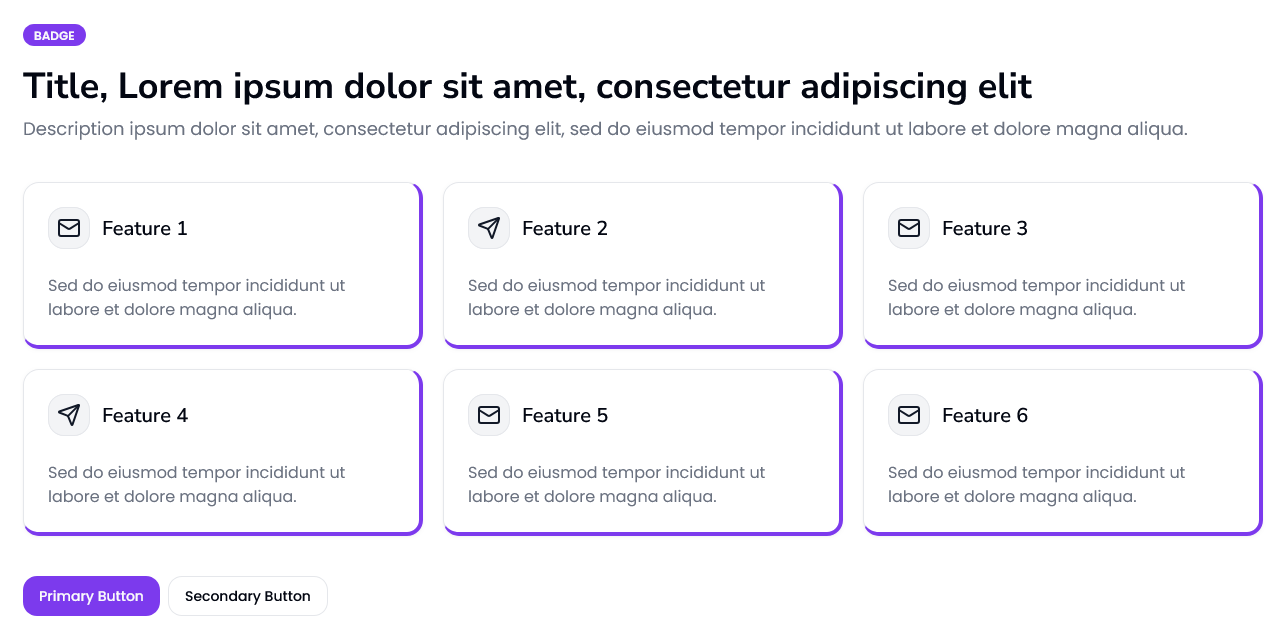 BADGE
Title, Lorem ipsum dolor sit amet, consectetur adipiscing elit
Description ipsum dolor sit amet, consectetur adipiscing elit, sed do eiusmod tempor incididunt ut labore et dolore magna aliqua.
Feature 1
Sed do eiusmod tempor incididunt ut
labore et dolore magna aliqua.
Feature 2
Sed do eiusmod tempor incididunt ut
labore et dolore magna aliqua.
Feature 3
Sed do eiusmod tempor incididunt ut
labore et dolore magna aliqua.
Feature 4
Sed do eiusmod tempor incididunt ut
labore et dolore magna aliqua.
Feature 5
Sed do eiusmod tempor incididunt ut
labore et dolore magna aliqua.
Feature 6
Sed do eiusmod tempor incididunt ut
labore et dolore magna aliqua.
Primary Button
Secondary Button